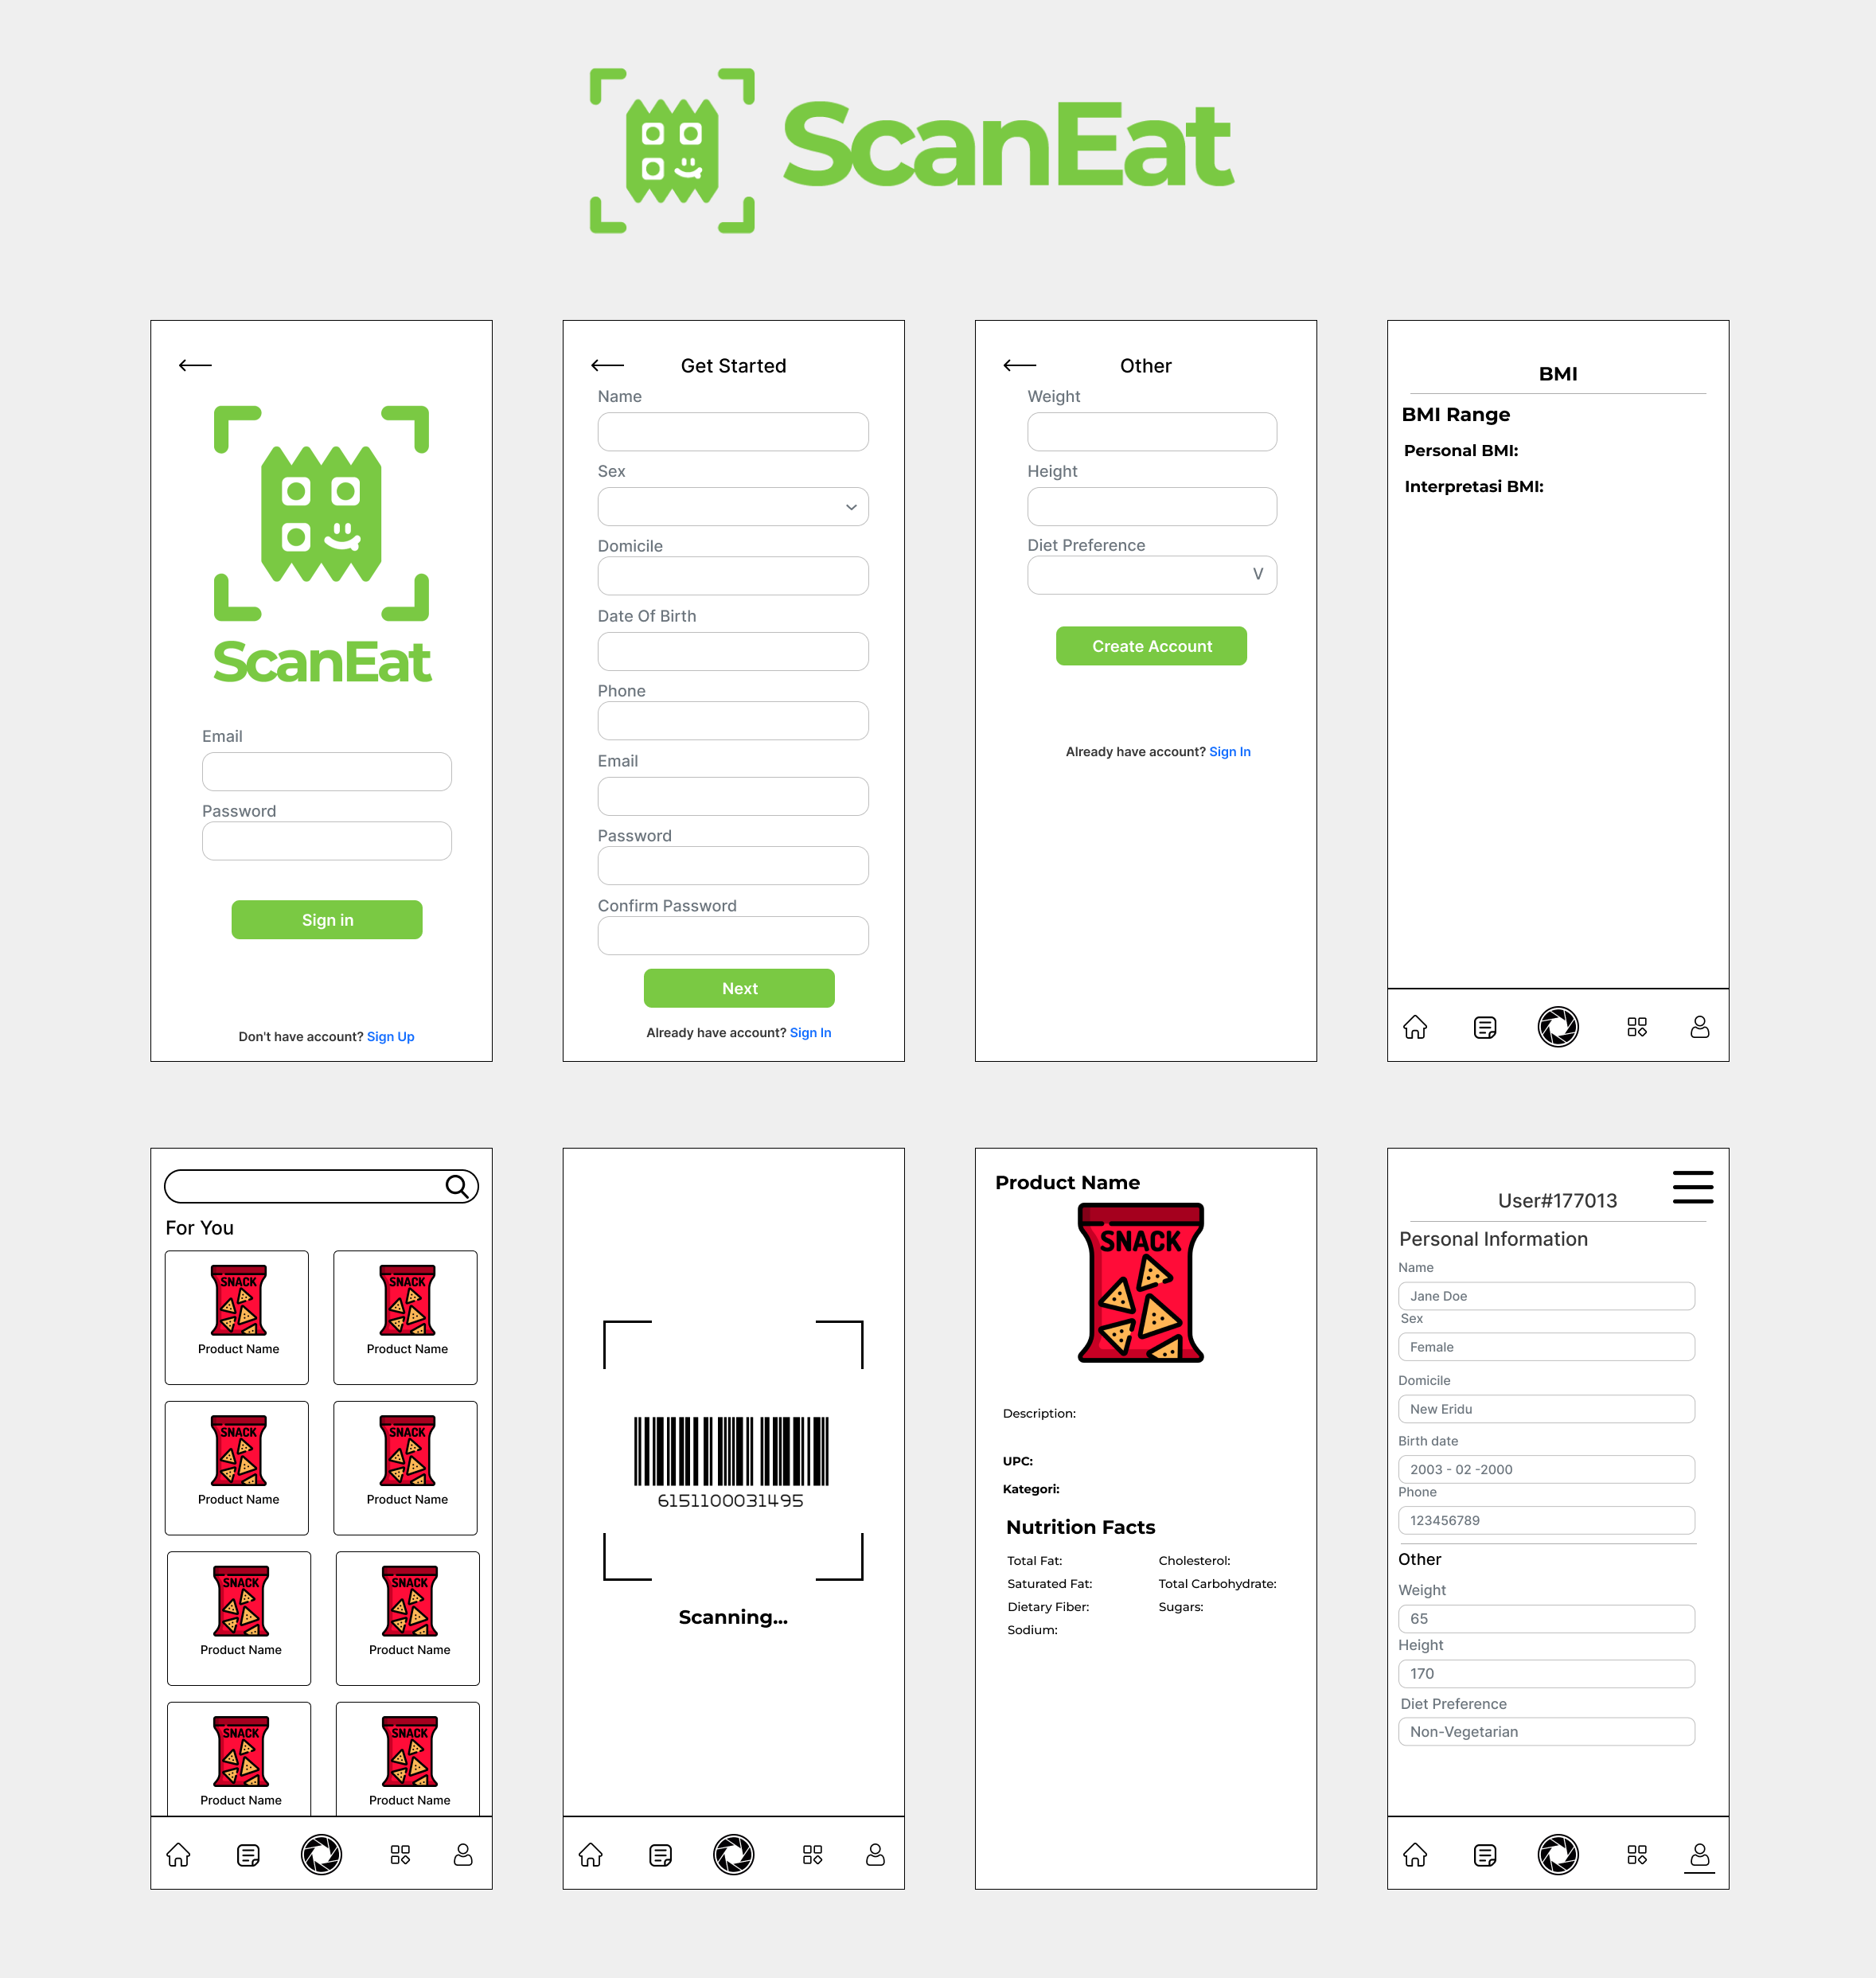 ScanEat
ScanEat
Email
Password
Sign in
Don't have account? Sign Up
Get Started
Name
Sex
Domicile
Date Of Birth
Phone
Email
Password
Confirm Password
Next
Already have account? Sign In
Other
Weight
Height
Diet Preference
V
Create Account
Already have account? Sign In
BMI
BMI Range
Personal BMI:
Interpretasi BMI:
For You
SNACK
Product Name
SNACK
Product Name
SNACK
Product Name
SNACK
Product Name
SNACK
Product Name
SNACK
Product Name
SNACK
Product Name
SNACK
Product Name
6151100031495
Scanning...
Product Name
SNACK
Description:
UPC:
Kategori:
Nutrition Facts
Total Fat:
Cholesterol:
Saturated Fat:
Total Carbohydrate:
Dietary Fiber:
Sugars:
Sodium:
User#177013
Personal Information
Name
Jane Doe
Sex
Female
Domicile
New Eridu
Birth date
2003 - 02 -2000
Phone
123456789
Other
Weight
65
Height
170
Diet Preference
Non-Vegetarian